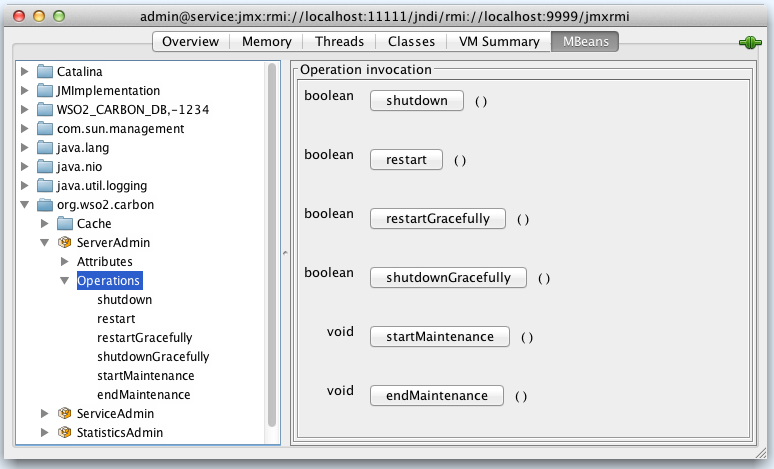 admin@service:jmx:rmi://localhost:11111/jndi/rmi://localhost:9999/jmxrmi
Overview Memory Threads Classes VM Summary MBeans
Catalina
JMImplementation
WSO2_CARBON_DB,-1234
com.sun.management
java.lang
java.nio
java.util.logging
org.wso2.carbon
Cache
ServerAdmin
Attributes
Operations
shutdown
restart
restartGracefully
shutdownGracefully
startMaintenance
endMaintenance
ServiceAdmin
StatisticsAdmin
Operation invocation
boolean shutdown ( )
boolean restart ( )
boolean restartGracefully ( )
boolean shutdownGracefully ( )
void startMaintenance ( )
void endMaintenance ( )